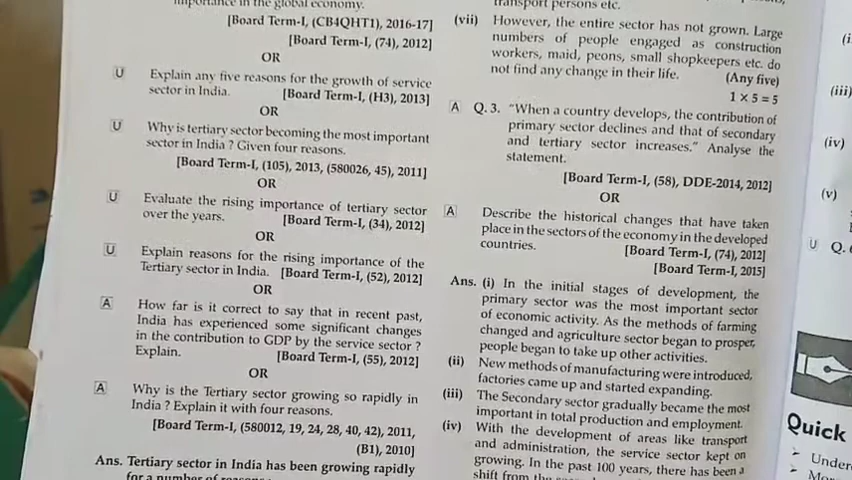 importance in the global economy.
[Board Term-I, (CB4QHT1), 2016-17]
[Board Term-I, (74), 2012]
OR
U Explain any five reasons for the growth of service
sector in India. [Board Term-I, (H3), 2013]
OR
U Why is tertiary sector becoming the most important
sector in India ? Given four reasons.
[Board Term-I, (105), 2013, (580026, 45), 2011]
OR
U Evaluate the rising importance of tertiary sector
over the years. [Board Term-I, (34), 2012]
OR
U Explain reasons for the rising importance of the
Tertiary sector in India. [Board Term-I, (52), 2012]
OR
A How far is it correct to say that in recent past,
India has experienced some significant changes
in the contribution to GDP by the service sector ?
Explain. [Board Term-I, (55), 2012]
OR
A Why is the Tertiary sector growing so rapidly in
India ? Explain it with four reasons.
[Board Term-I, (580012, 19, 24, 28, 40, 42), 2011,
(B1), 2010]
Ans. Tertiary sector in India has been growing rapidly
for a number of reasons
transport persons etc.
(vii) However, the entire sector has not grown. Large
numbers of people engaged as construction
workers, maid, peons, small shopkeepers etc. do
not find any change in their life. (Any five)
1 × 5 = 5
A Q. 3. "When a country develops, the contribution of
primary sector declines and that of secondary
and tertiary sector increases." Analyse the
statement.
[Board Term-I, (58), DDE-2014, 2012]
OR
A Describe the historical changes that have taken
place in the sectors of the economy in the developed
countries. [Board Term-I, (74), 2012]
[Board Term-I, 2015]
Ans. (i) In the initial stages of development, the
primary sector was the most important sector
of economic activity. As the methods of farming
changed and agriculture sector began to prosper,
people began to take up other activities.
(ii) New methods of manufacturing were introduced,
factories came up and started expanding.
(iii) The Secondary sector gradually became the most
important in total production and employment.
(iv) With the development of areas like transport
and administration, the service sector kept on
growing. In the past 100 years, there has been a
shift from the
(iii)
(iv)
(v)
U Q.
Quick
➢ Under
➢ Mor